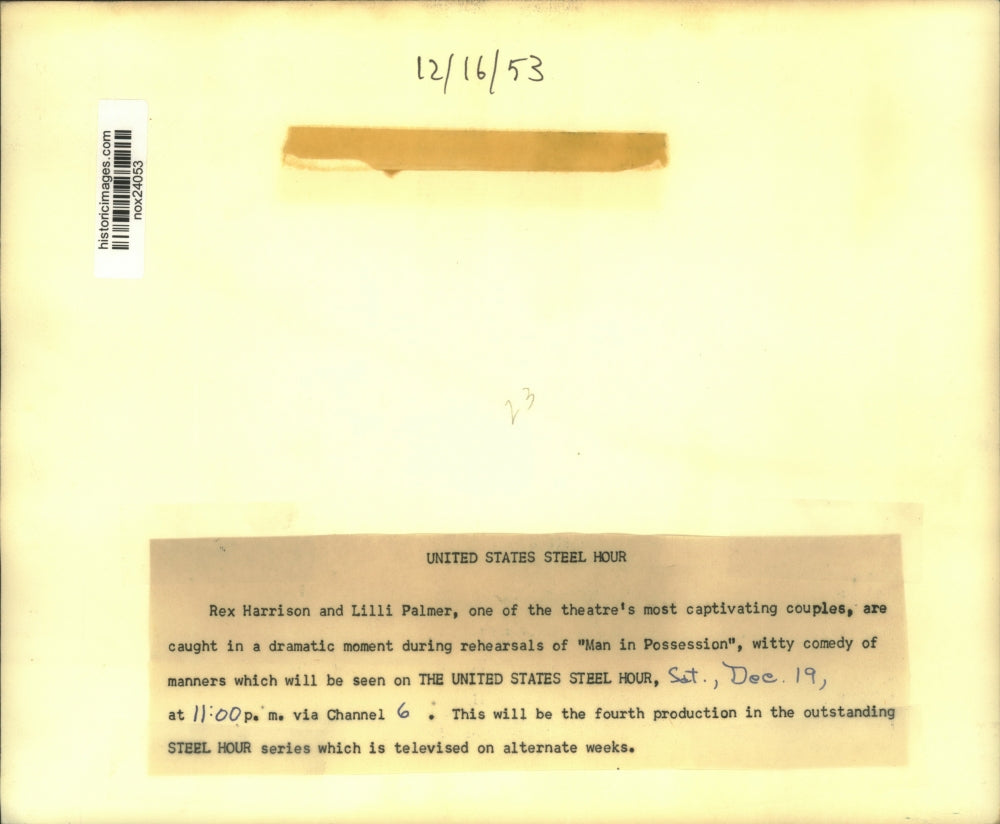 12/16/53
historicimages.com
nox24053
23
UNITED STATES STEEL HOUR
Rex Harrison and Lilli Palmer, one of the theatre's most captivating couples, are
caught in a dramatic moment during rehearsals of "Man in Possession", witty comedy of
manners which will be seen on THE UNITED STATES STEEL HOUR, Sat., Dec. 19,
at 11:00 p. m. via Channel 6 . This will be the fourth production in the outstanding
STEEL HOUR series which is televised on alternate weeks.